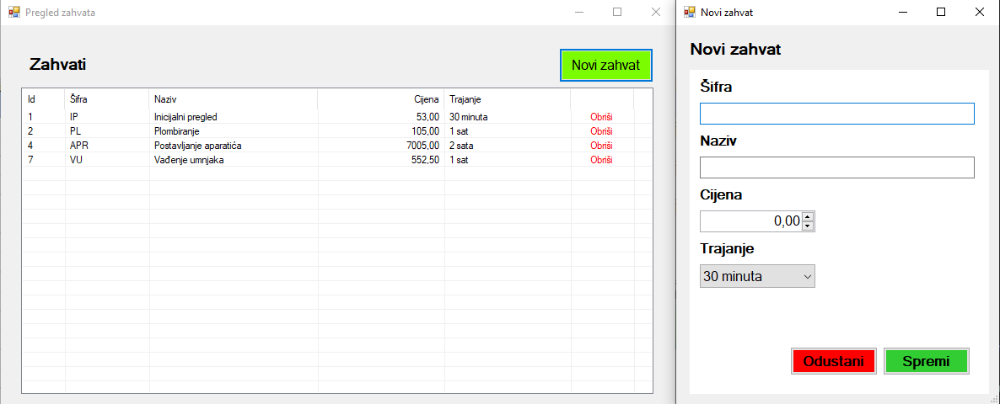 Pregled zahvata
Zahvati
Novi zahvat
Id Šifra Naziv Cijena Trajanje
1 IP Inicijalni pregled 53,00 30 minuta Obriši
2 PL Plombiranje 105,00 1 sat Obriši
4 APR Postavljanje aparatića 7005,00 2 sata Obriši
7 VU Vađenje umnjaka 552,50 1 sat Obriši
Novi zahvat
Novi zahvat
Šifra
Naziv
Cijena
0,00
Trajanje
30 minuta
Odustani Spremi